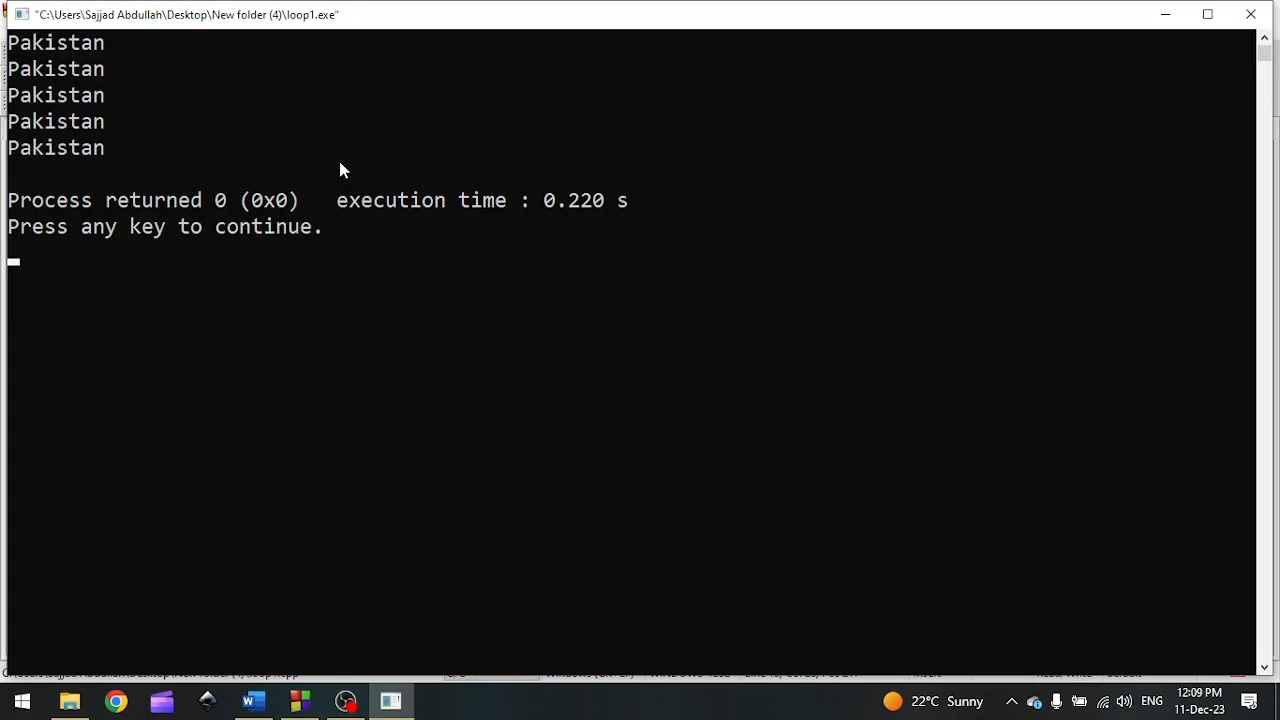 "C:\Users\Sajjad Abdullah\Desktop\New folder (4)\loop1.exe"
Pakistan
Pakistan
Pakistan
Pakistan
Pakistan
Process returned 0 (0x0)   execution time : 0.220 s
Press any key to continue.
22°C Sunny
ENG
12:09 PM
11-Dec-23